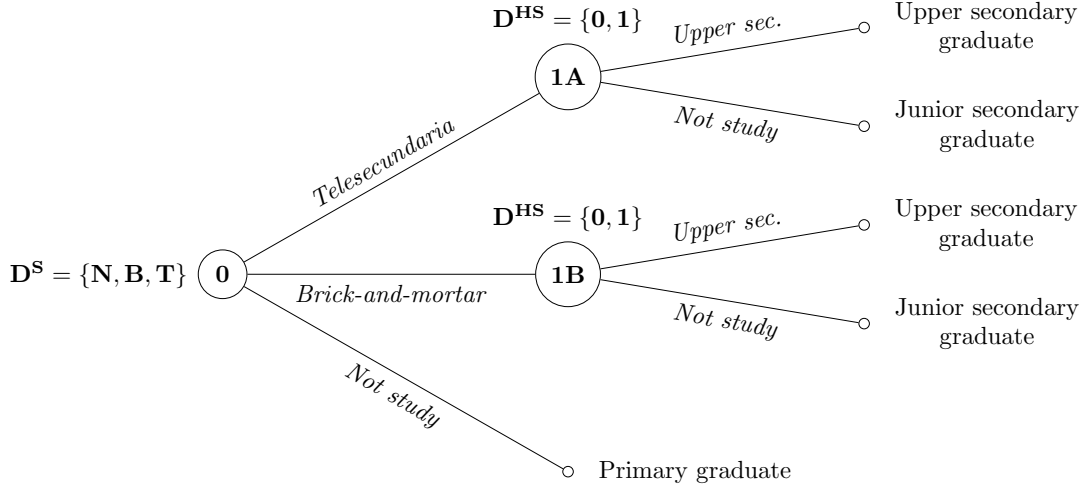 D^HS = {0, 1}
Upper sec.
Upper secondary
graduate
1A
Not study
Junior secondary
graduate
Telesecundaria
D^HS = {0, 1}
Upper sec.
Upper secondary
graduate
D^S = {N, B, T}
0
Brick-and-mortar
1B
Not study
Junior secondary
graduate
Not study
Primary graduate